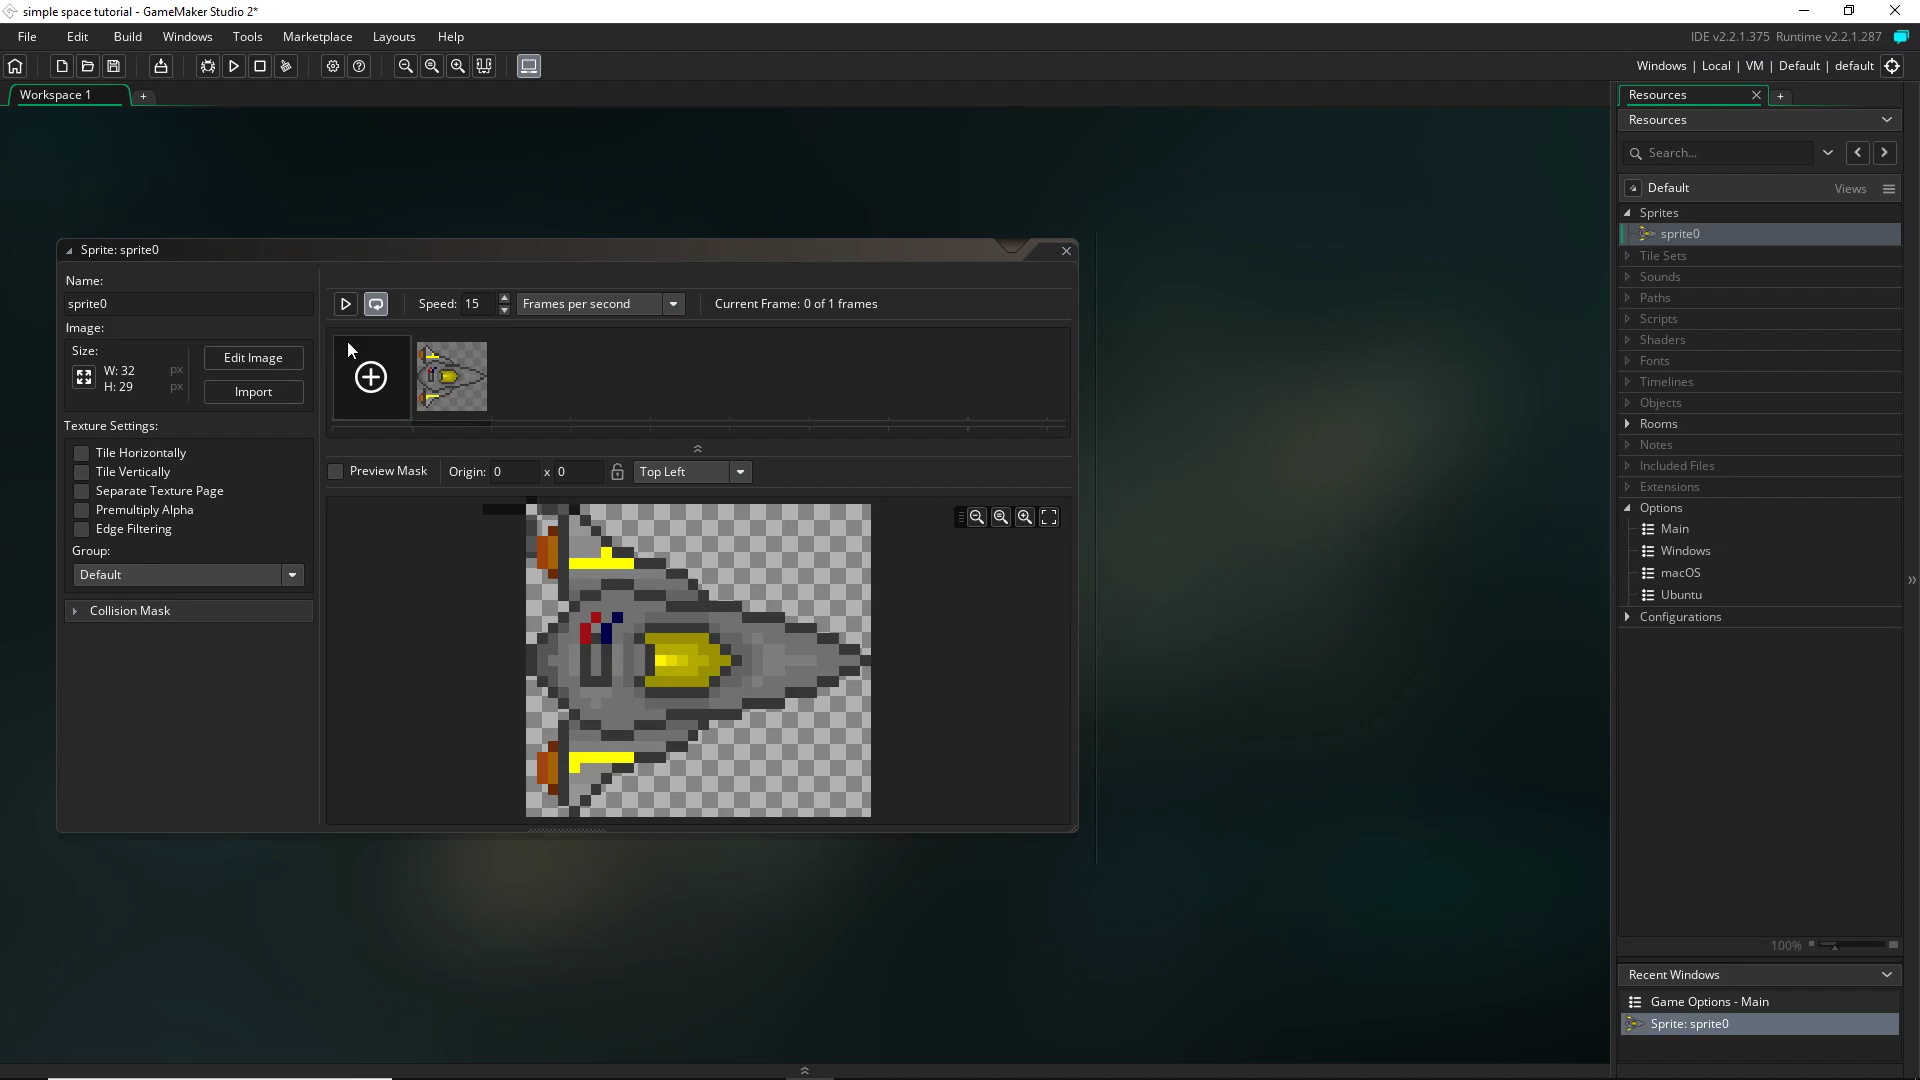 simple space tutorial - GameMaker Studio 2*
File Edit Build Windows Tools Marketplace Layouts Help
IDE v2.2.1.375 Runtime v2.2.1.287
Windows | Local | VM | Default | default
Workspace 1 +
Resources
Resources
Search...
Default Views
Sprites
sprite0
Tile Sets
Sounds
Paths
Scripts
Shaders
Fonts
Timelines
Objects
Rooms
Notes
Included Files
Extensions
Options
Main
Windows
macOS
Ubuntu
Configurations
100%
Recent Windows
Game Options - Main
Sprite: sprite0
Sprite: sprite0
Name:
sprite0
Image:
Size:
W: 32 px
H: 29 px
Edit Image
Import
Texture Settings:
Tile Horizontally
Tile Vertically
Separate Texture Page
Premultiply Alpha
Edge Filtering
Group:
Default
Collision Mask
Speed: 15 Frames per second
Current Frame: 0 of 1 frames
Preview Mask Origin: 0 x 0 Top Left